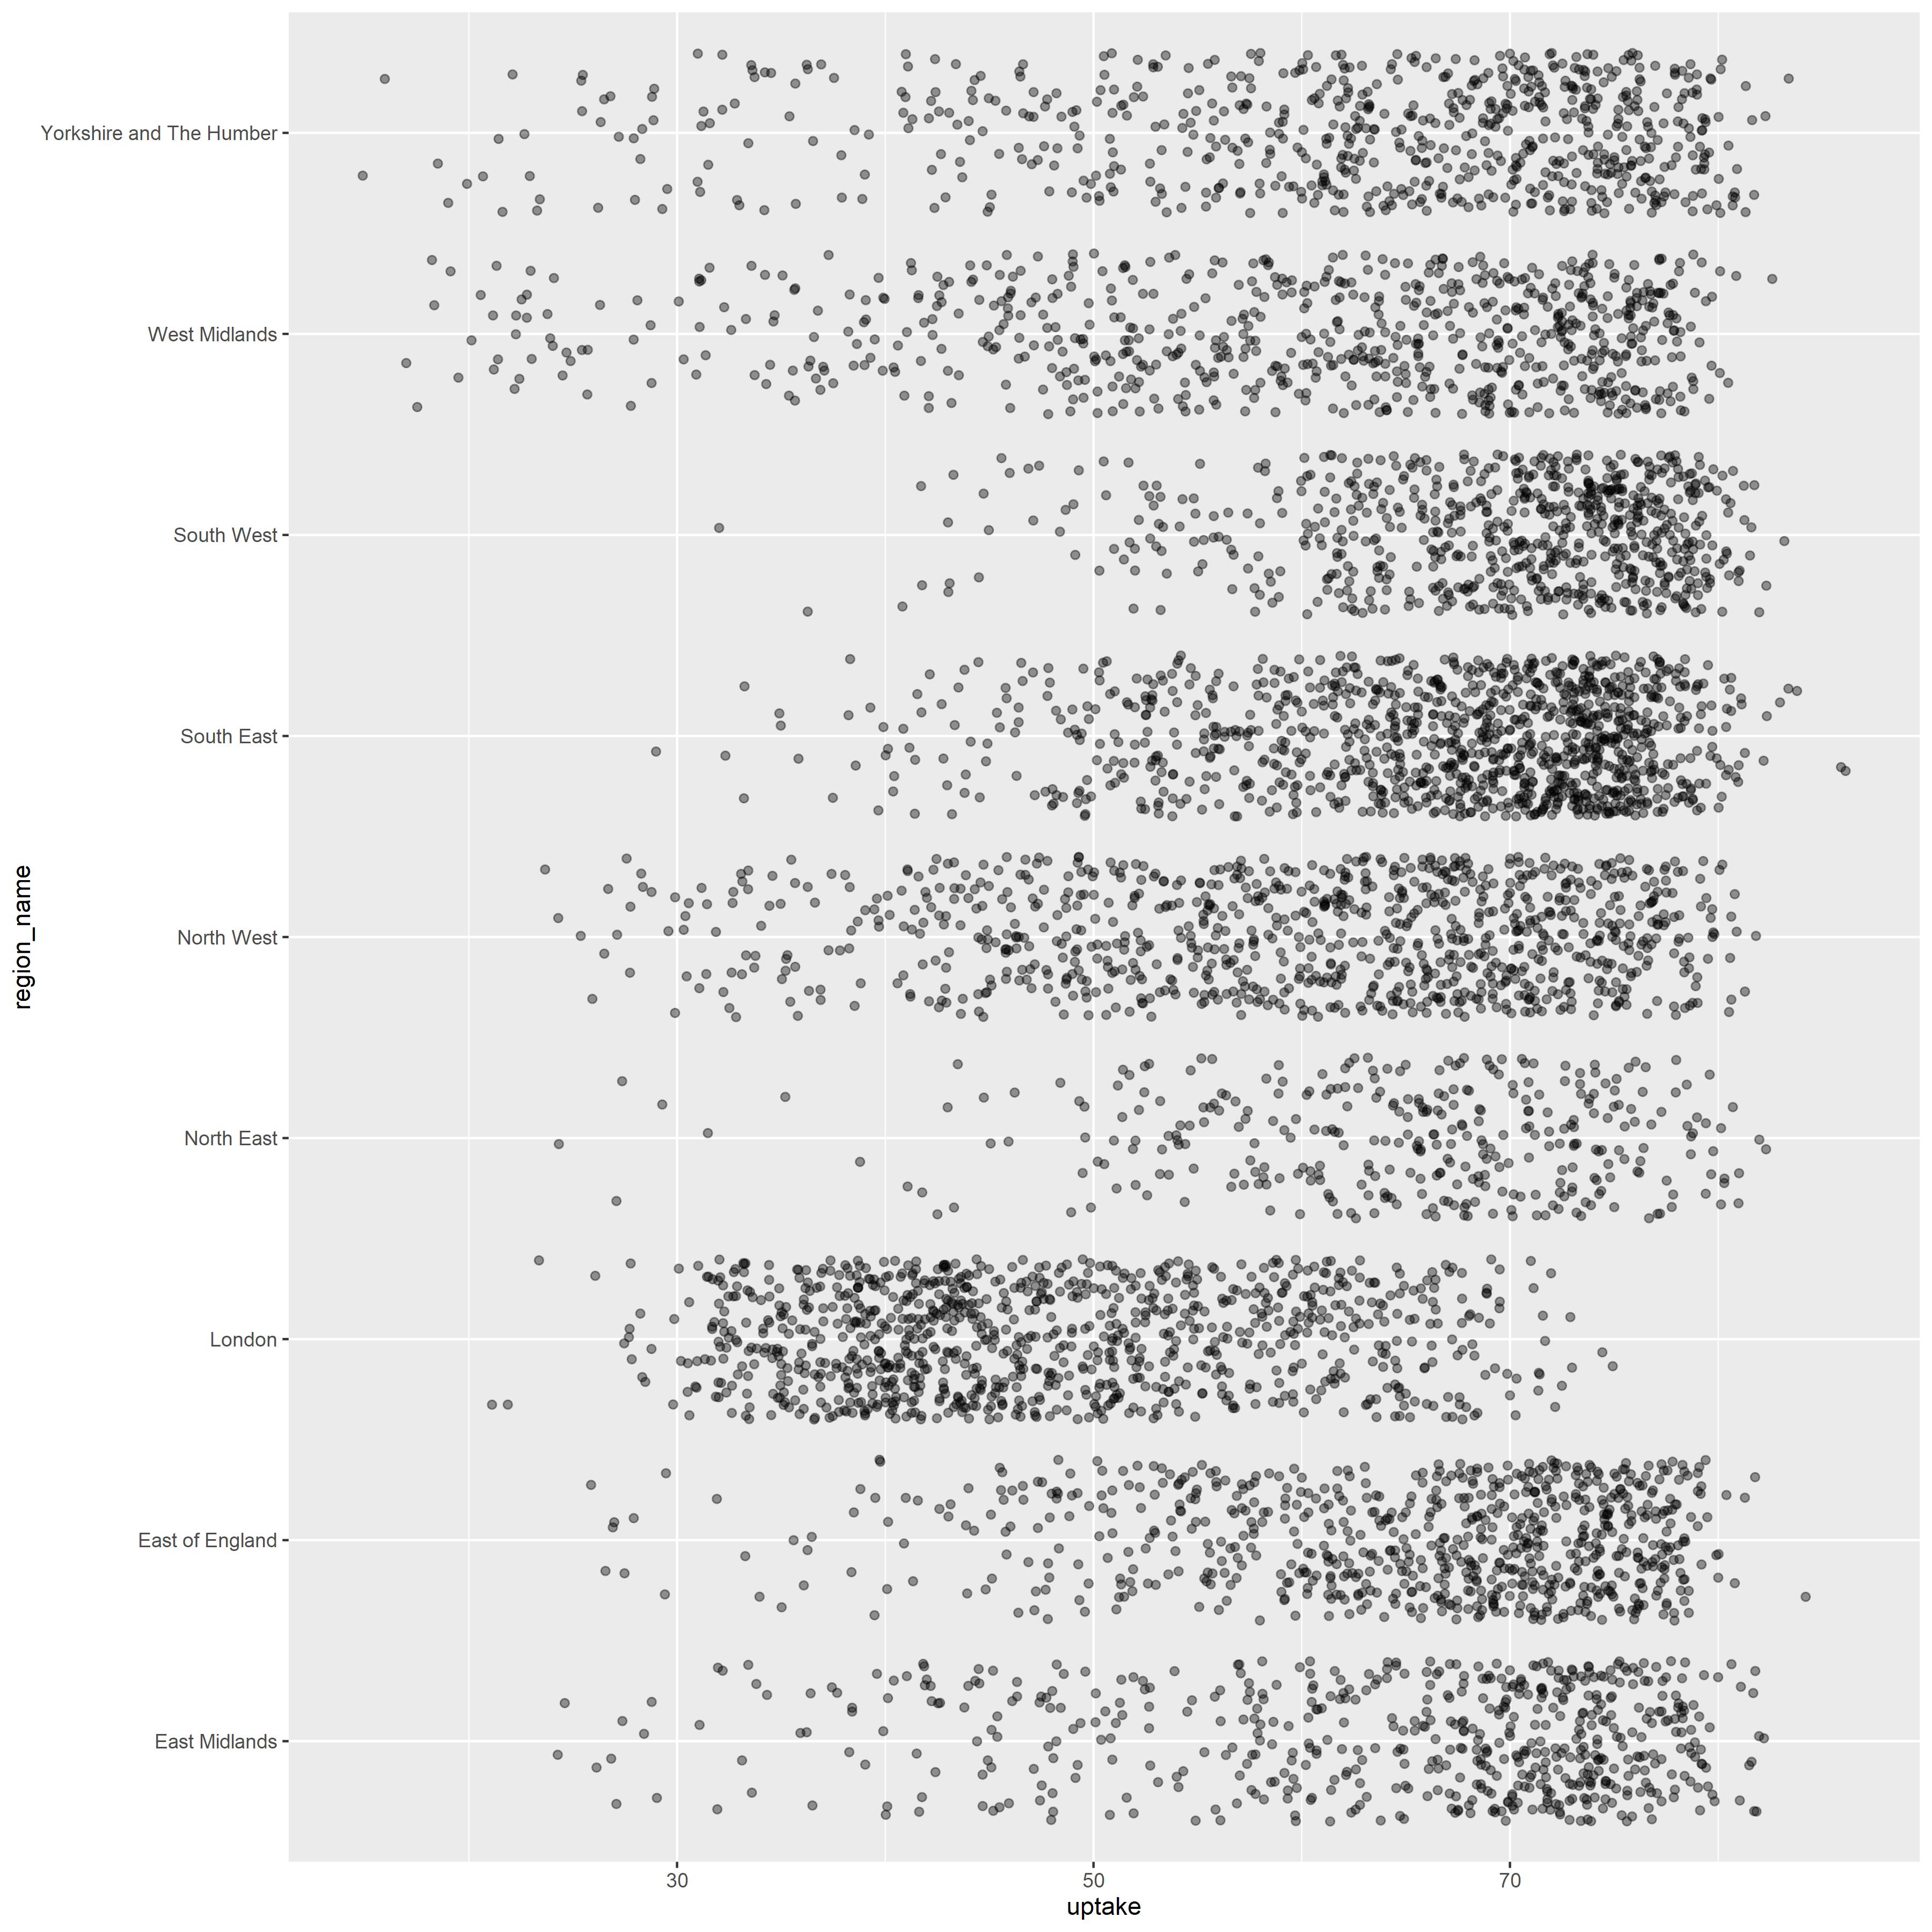 Yorkshire and The Humber
West Midlands
South West
South East
North West
North East
London
East of England
East Midlands
region_name
30 50 70
uptake